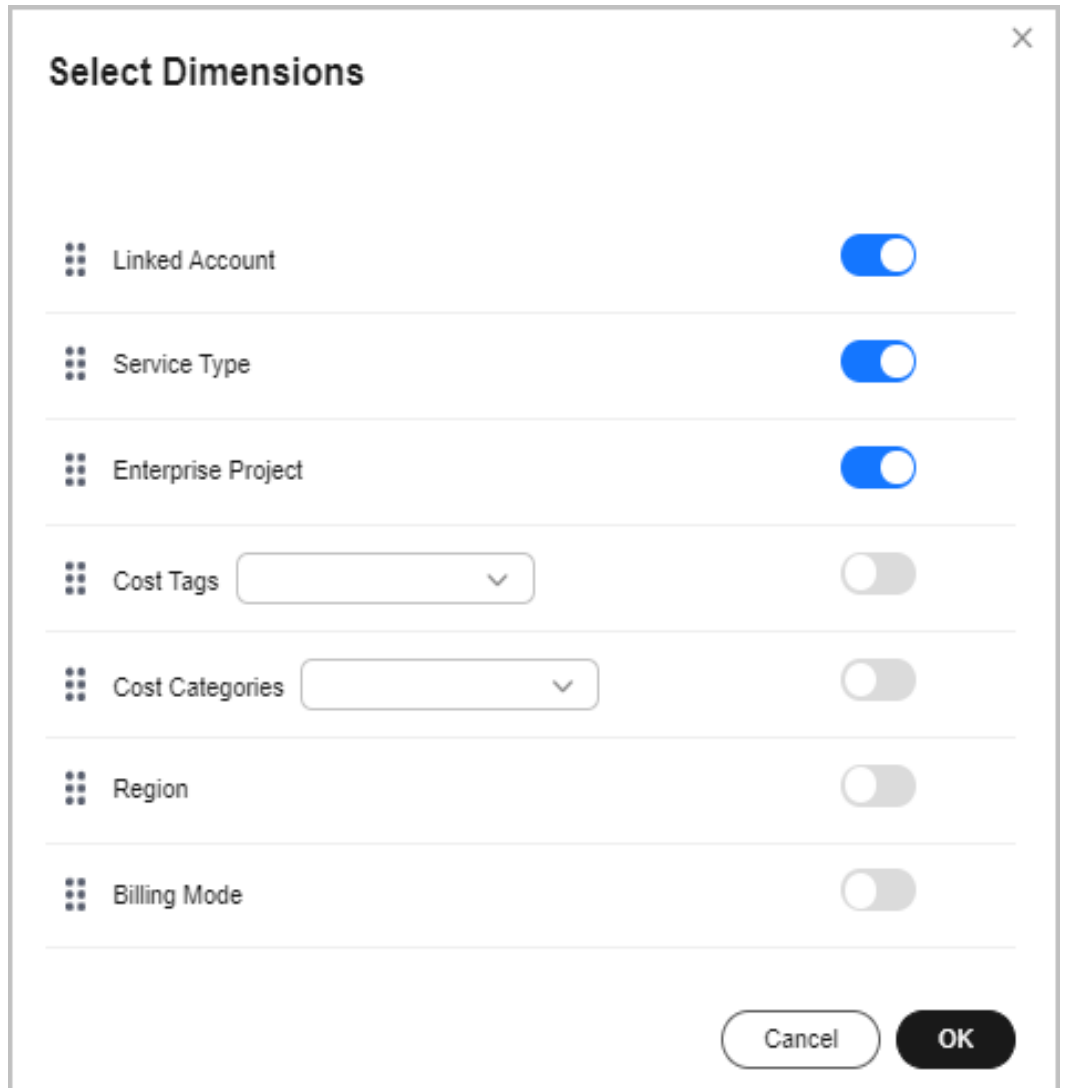 Select Dimensions
Linked Account
Service Type
Enterprise Project
Cost Tags
Cost Categories
Region
Billing Mode
Cancel OK